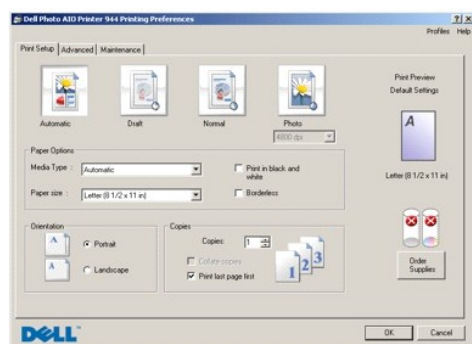 Dell Photo AIO Printer 944 Printing Preferences
Profiles Help
Print Setup Advanced Maintenance
Automatic
Draft
Normal
Photo
4800 dpi
Print Preview
Default Settings
A
Letter (8 1/2 x 11 in)
Paper Options
Media Type :
Automatic
Print in black and
white
Paper size :
Letter (8 1/2 x 11 in)
Borderless
Orientation
A
Portrait
A
Landscape
Copies
Copies:
1
Collate copies
Print last page first
1 2 3
Order
Supplies
DELL
OK
Cancel